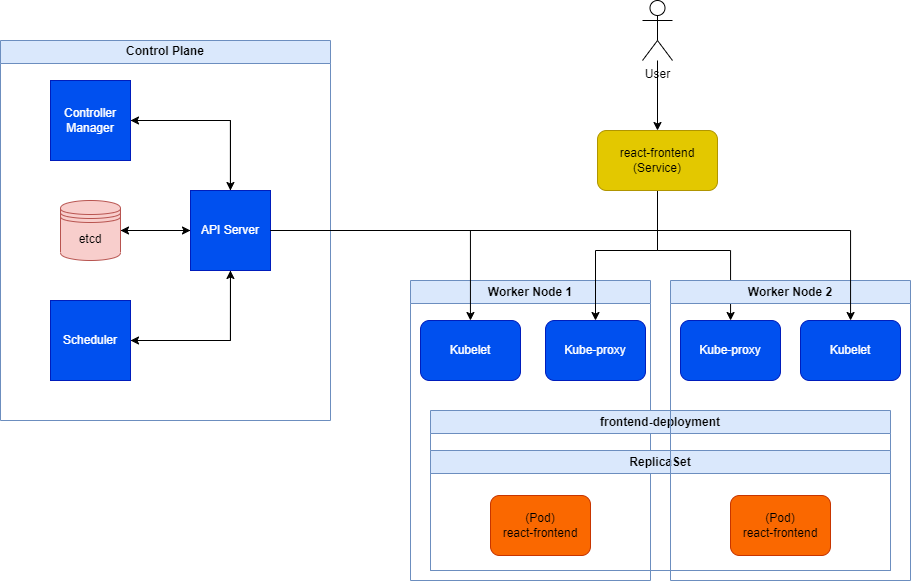 User
Control Plane
Controller
Manager
react-frontend
(Service)
etcd
API Server
Scheduler
Worker Node 1
Worker Node 2
Kubelet
Kube-proxy
Kube-proxy
Kubelet
frontend-deployment
ReplicaSet
(Pod)
react-frontend
(Pod)
react-frontend